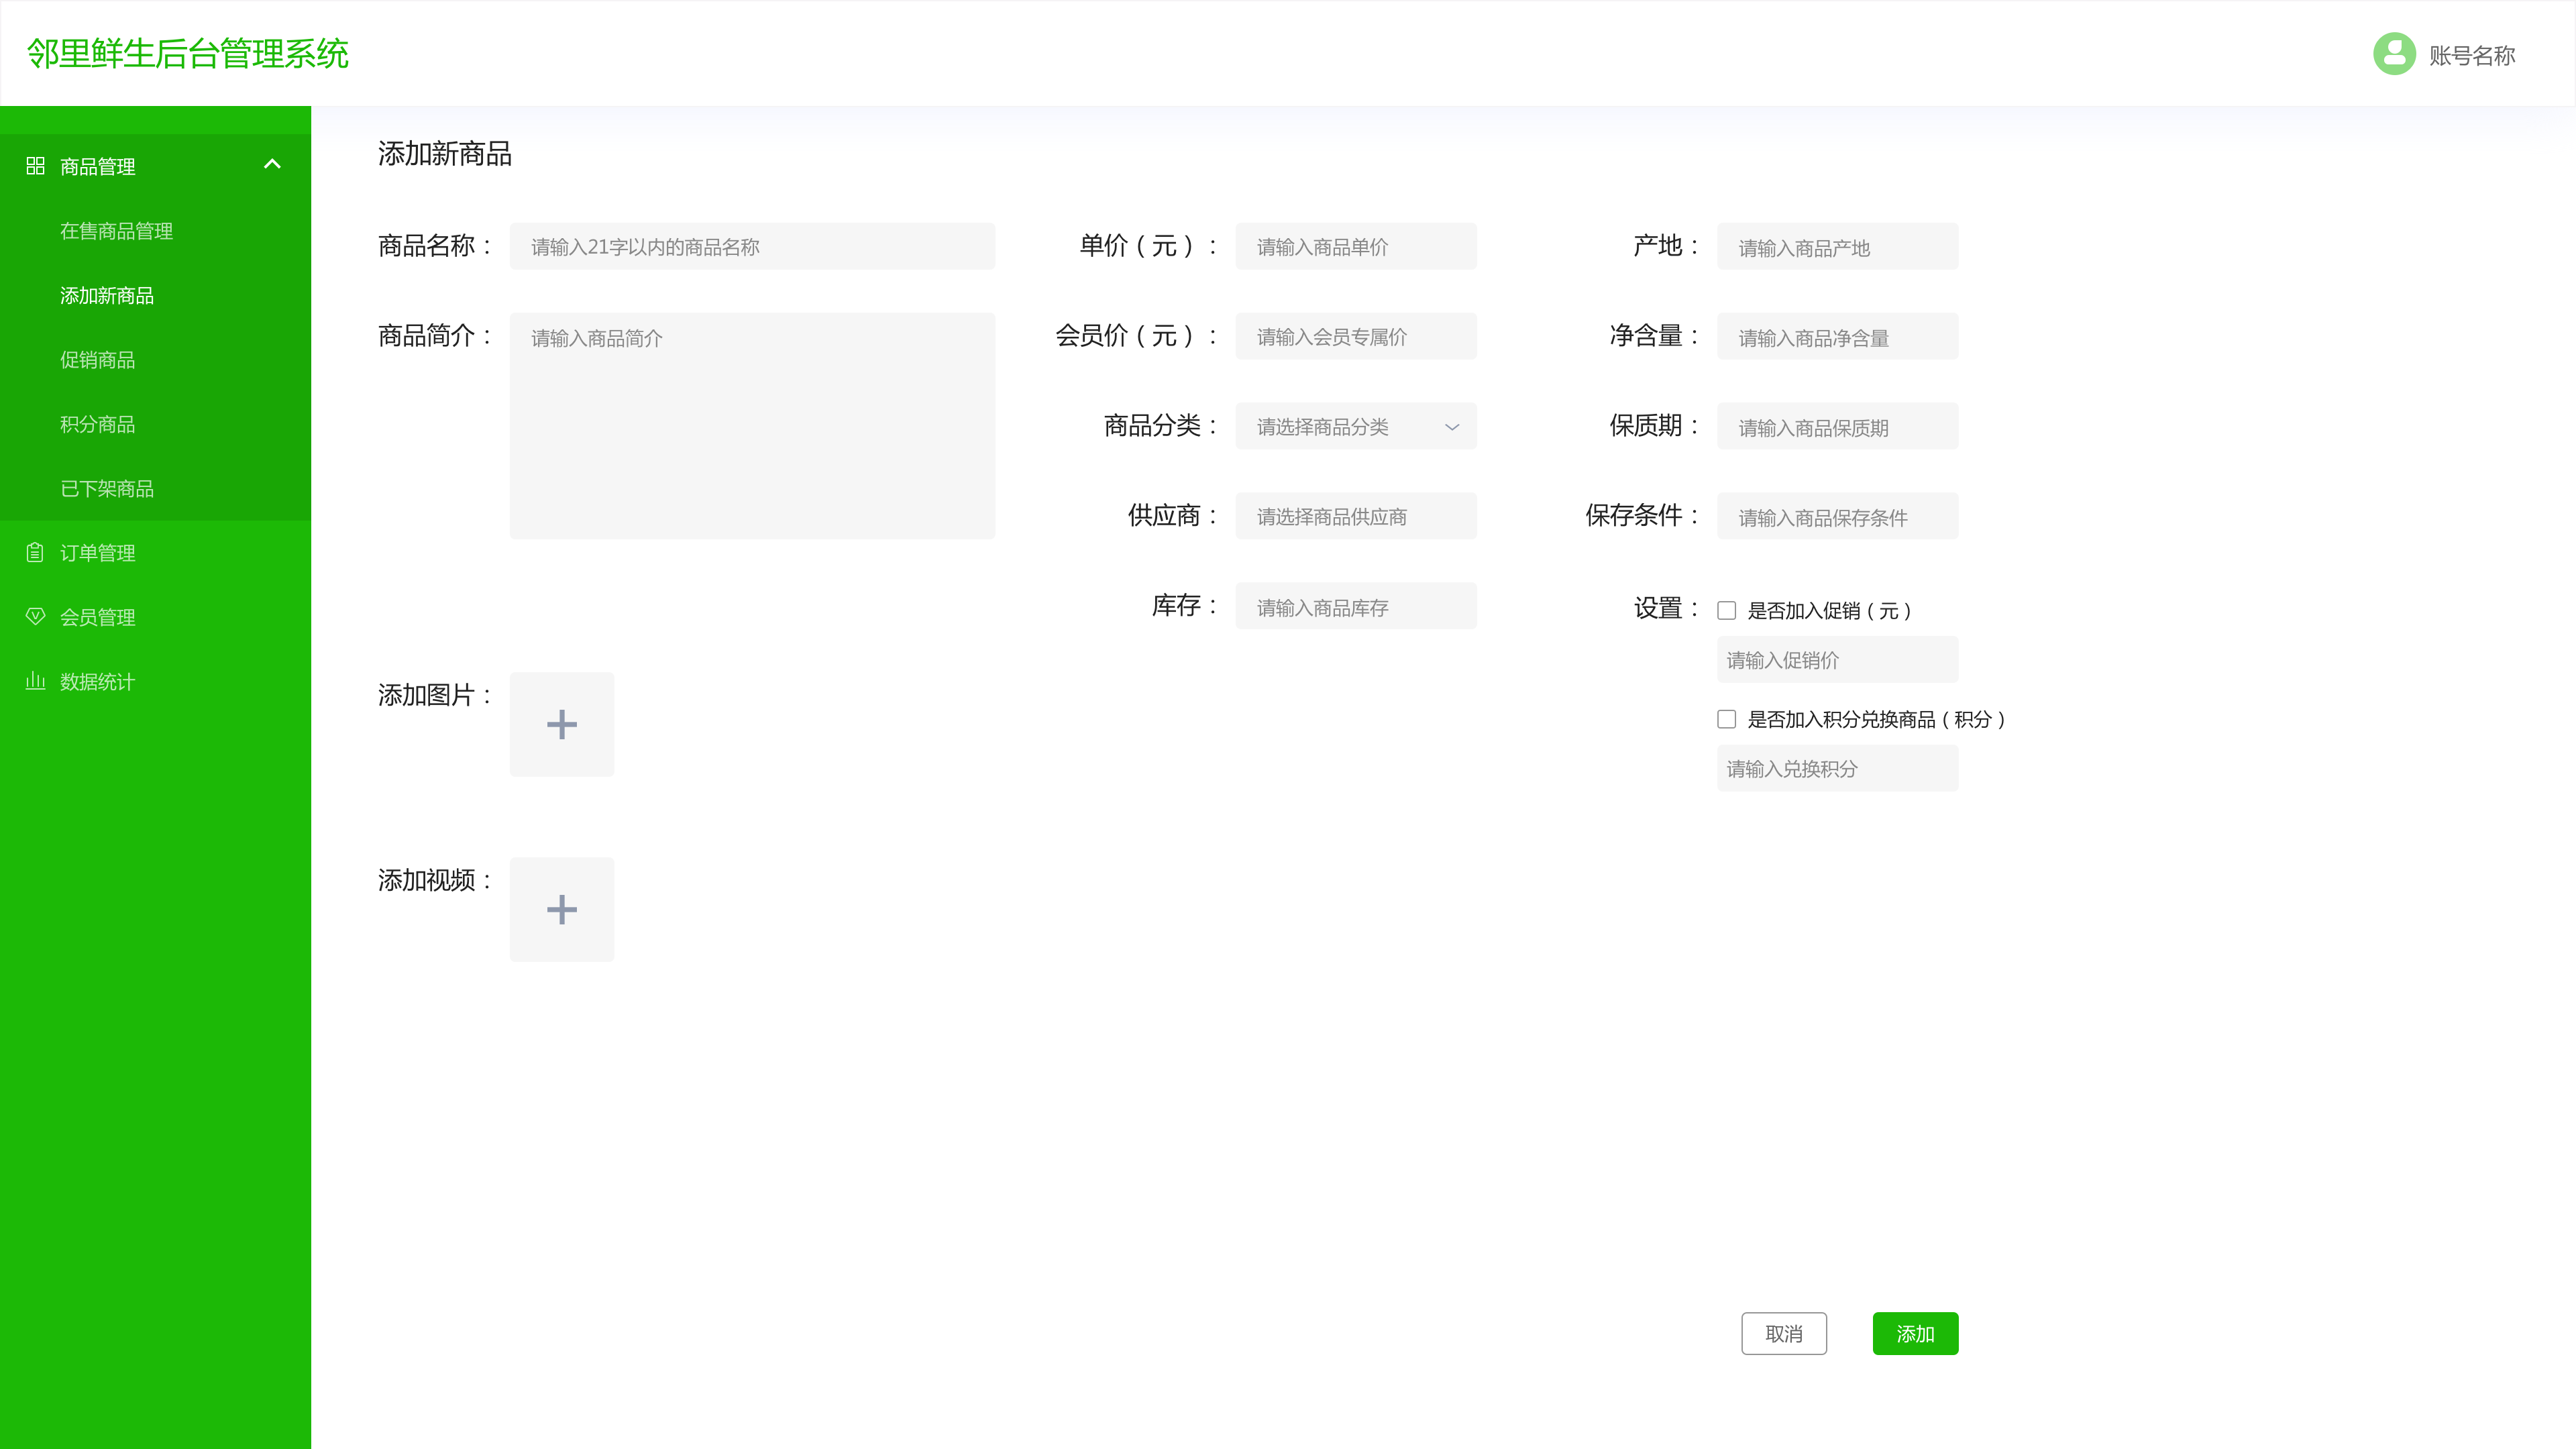 邻里鲜生后台管理系统
账号名称
商品管理
在售商品管理
添加新商品
促销商品
积分商品
已下架商品
订单管理
会员管理
数据统计
添加新商品
商品名称：
请输入21字以内的商品名称
单价（元）：
请输入商品单价
产地：
请输入商品产地
商品简介：
请输入商品简介
会员价（元）：
请输入会员专属价
净含量：
请输入商品净含量
商品分类：
请选择商品分类
保质期：
请输入商品保质期
供应商：
请选择商品供应商
保存条件：
请输入商品保存条件
库存：
请输入商品库存
设置：
是否加入促销（元）
请输入促销价
添加图片：
是否加入积分兑换商品（积分）
请输入兑换积分
添加视频：
取消
添加